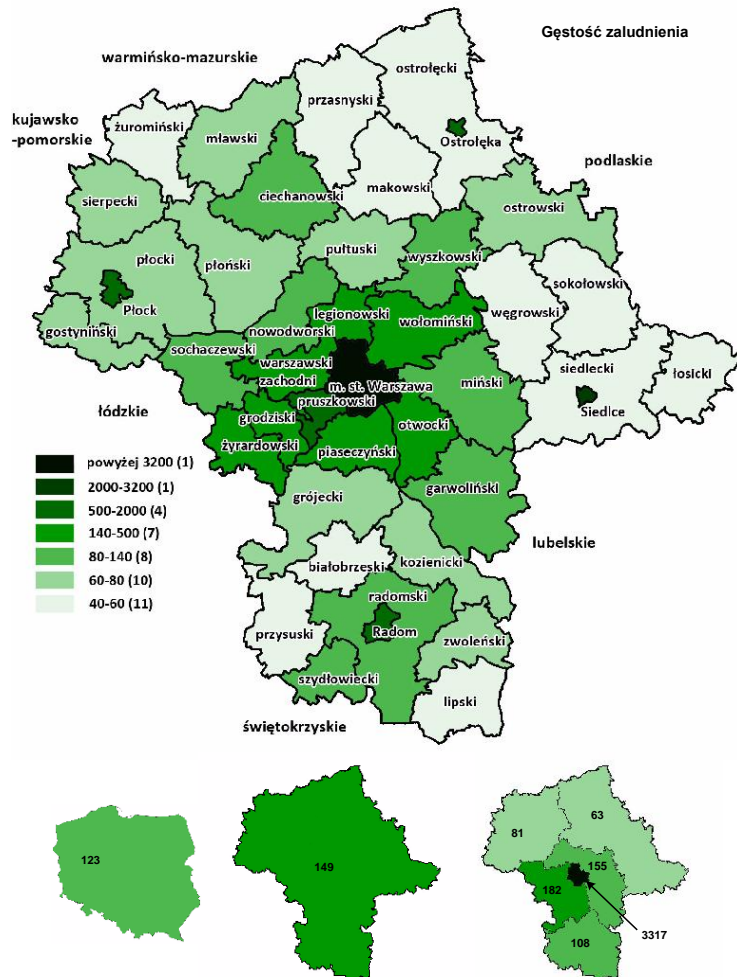 Gęstość zaludnienia
warmińsko-mazurskie
ostrołęcki
przasnyski
kujawsko
-pomorskie
żuromiński
mławski
Ostrołęka
podlaskie
makowski
ciechanowski
sierpecki
ostrowski
pułtuski
wyszkowski
płocki
płoński
sokołowski
węgrowski
Płock
legionowski
wołomiński
nowodworski
gostyniński
sochaczewski
warszawski
zachodni
siedlecki
miński
łosicki
m. st. Warszawa
pruszkowski
Siedlce
łódzkie
grodziski
otwocki
żyrardowski
piaseczyński
powyżej 3200 (1)
2000-3200 (1)
500-2000 (4)
140-500 (7)
80-140 (8)
60-80 (10)
40-60 (11)
garwoliński
grójecki
lubelskie
białobrzeski
kozienicki
radomski
Radom
przysuski
zwoleński
szydłowiecki
lipski
świętokrzyskie
123
149
81
63
155
182
3317
108